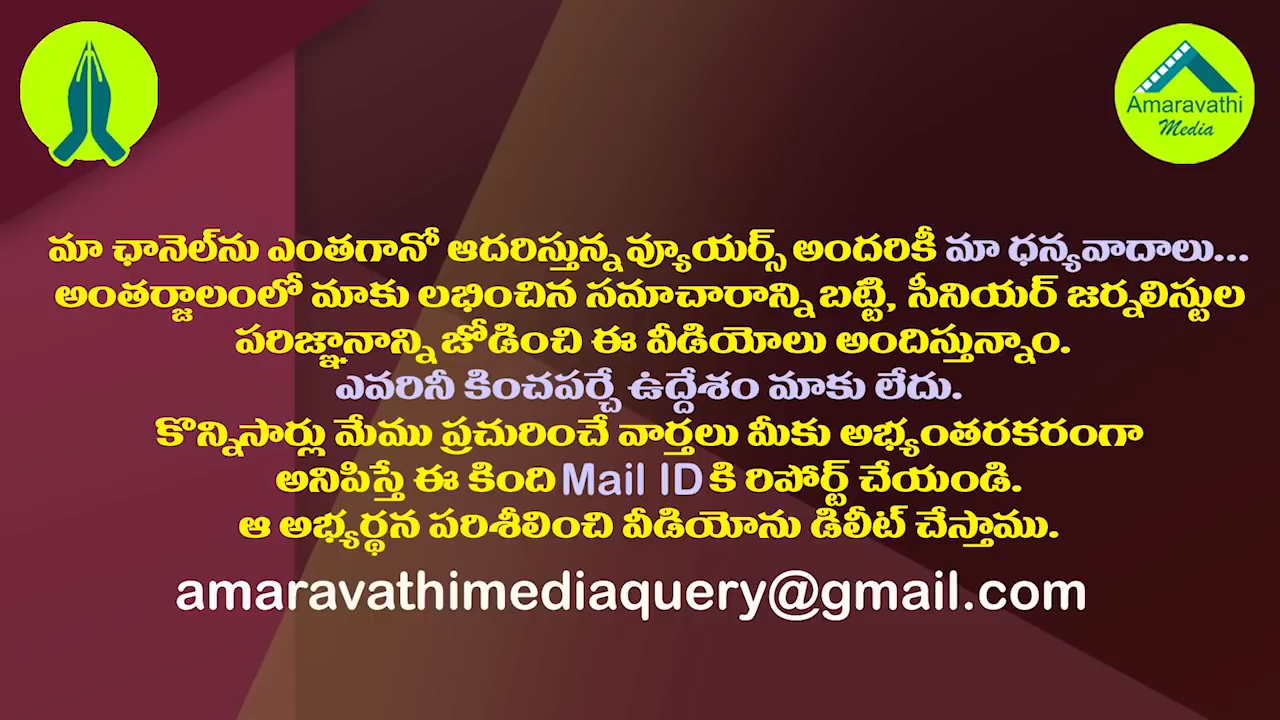 Amaravathi
Media
మా ఛానెల్‌ను ఎంతగానో ఆదరిస్తున్న వ్యూయర్స్ అందరికీ మా ధన్యవాదాలు...
అంతర్జాలంలో మాకు లభించిన సమాచారాన్ని బట్టి, సీనియర్ జర్నలిస్టుల
పరిజ్ఞానాన్ని జోడించి ఈ వీడియోలు అందిస్తున్నాం.
ఎవరినీ కించపర్చే ఉద్దేశం మాకు లేదు.
కొన్నిసార్లు మేము ప్రచురించే వార్తలు మీకు అభ్యంతరకరంగా
అనిపిస్తే ఈ కింది Mail ID కి రిపోర్ట్ చేయండి.
ఆ అభ్యర్థన పరిశీలించి వీడియోను డిలీట్ చేస్తాము.
amaravathimediaquery@gmail.com